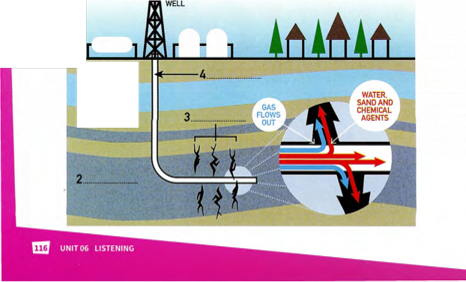 WELL
4
3
GAS
FLOWS
OUT
WATER,
SAND AND
CHEMICAL
AGENTS
2
116 UNIT 06 LISTENING